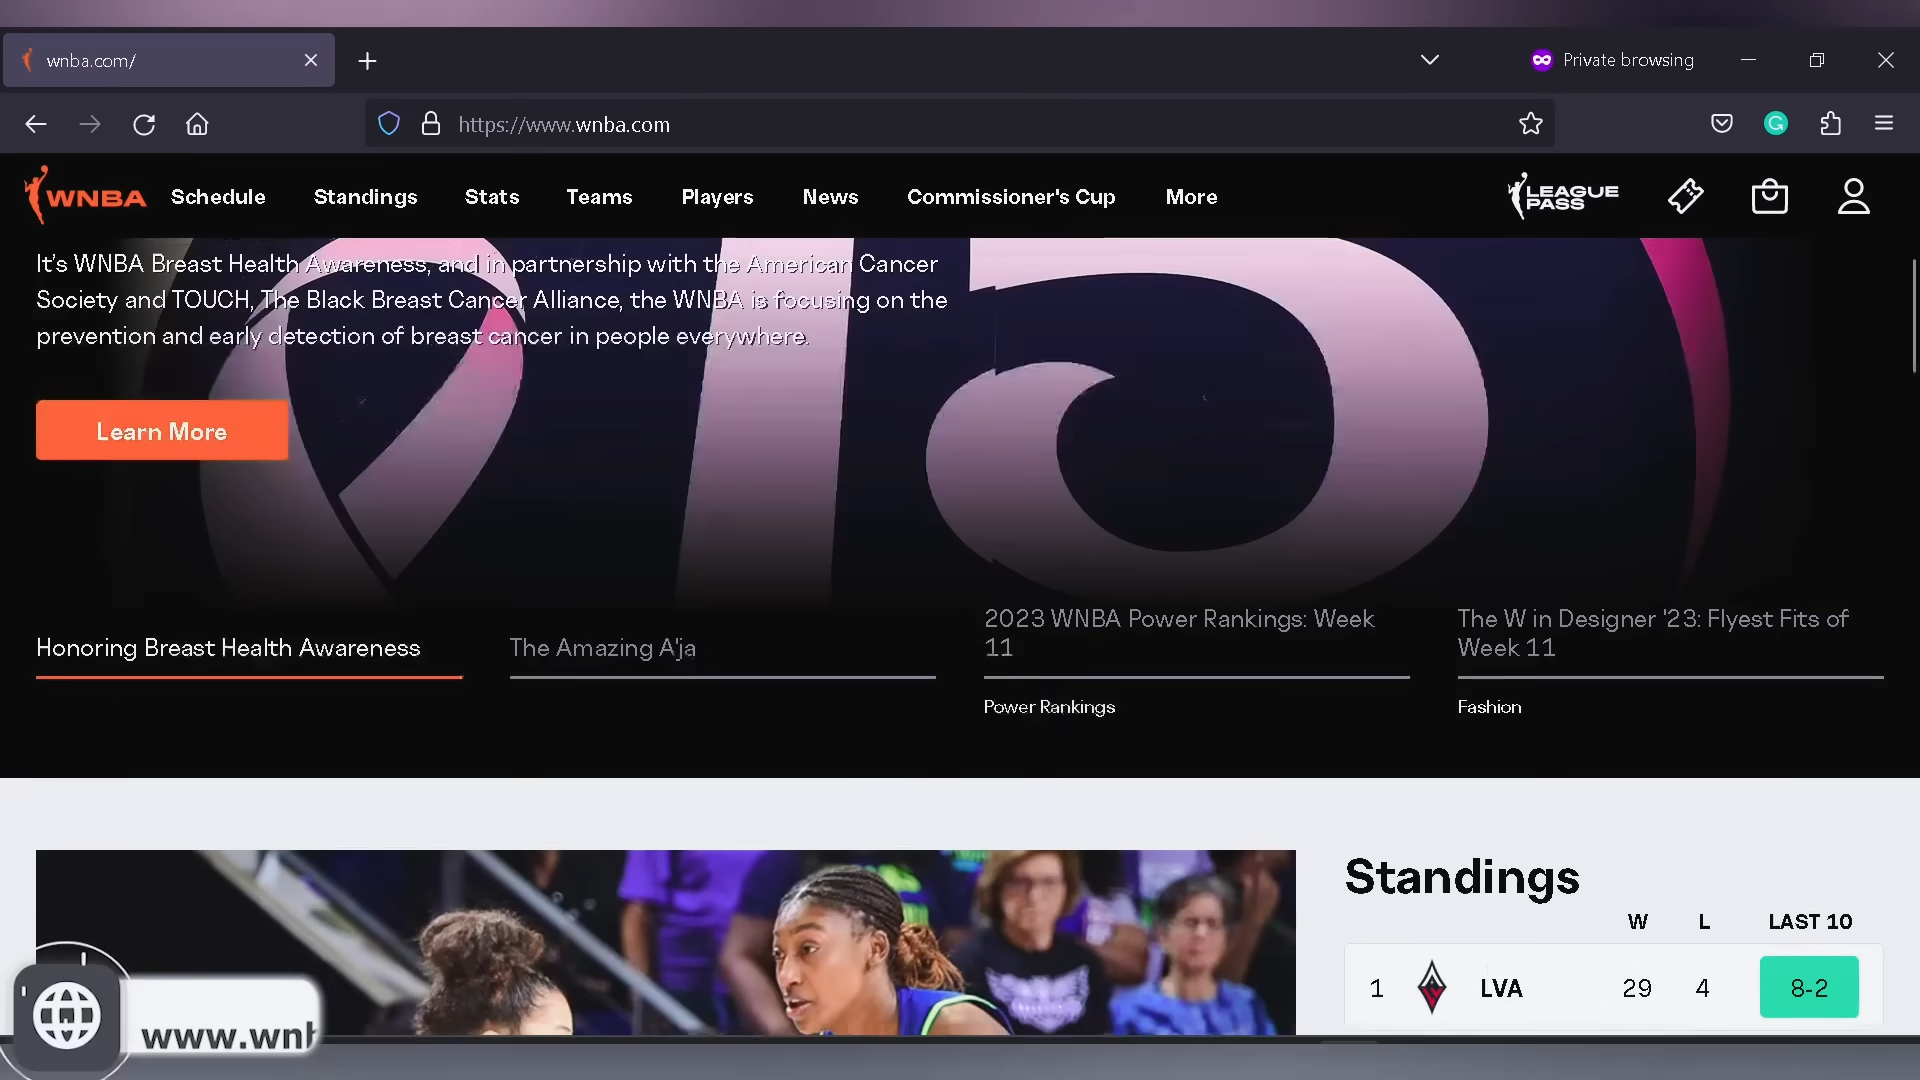 wnba.com/
Private browsing
https://www.wnba.com
WNBA
Schedule
Standings
Stats
Teams
Players
News
Commissioner's Cup
More
LEAGUE
PASS
It's WNBA Breast Health Awareness, and in partnership with the American Cancer
Society and TOUCH, The Black Breast Cancer Alliance, the WNBA is focusing on the
prevention and early detection of breast cancer in people everywhere.
Learn More
Honoring Breast Health Awareness
The Amazing A'ja
2023 WNBA Power Rankings: Week
11
Power Rankings
The W in Designer '23: Flyest Fits of
Week 11
Fashion
Standings
W L LAST 10
1 LVA 29 4 8-2
www.wn